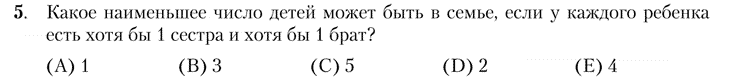 5. Какое наименьшее число детей может быть в семье, если у каждого ребенка
есть хотя бы 1 сестра и хотя бы 1 брат?
(A) 1 (B) 3 (C) 5 (D) 2 (E) 4